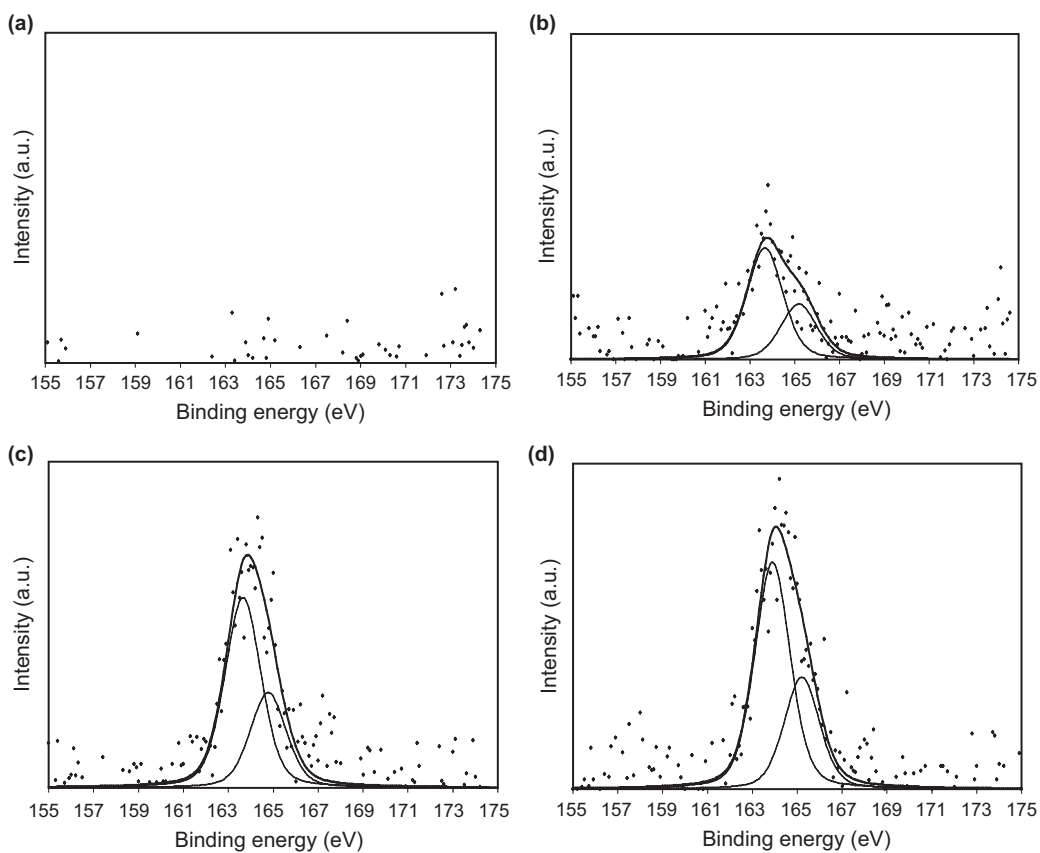 (a)
Intensity (a.u.)
155 157 159 161 163 165 167 169 171 173 175
Binding energy (eV)
(b)
Intensity (a.u.)
155 157 159 161 163 165 167 169 171 173 175
Binding energy (eV)
(c)
Intensity (a.u.)
155 157 159 161 163 165 167 169 171 173 175
Binding energy (eV)
(d)
Intensity (a.u.)
155 157 159 161 163 165 167 169 171 173 175
Binding energy (eV)